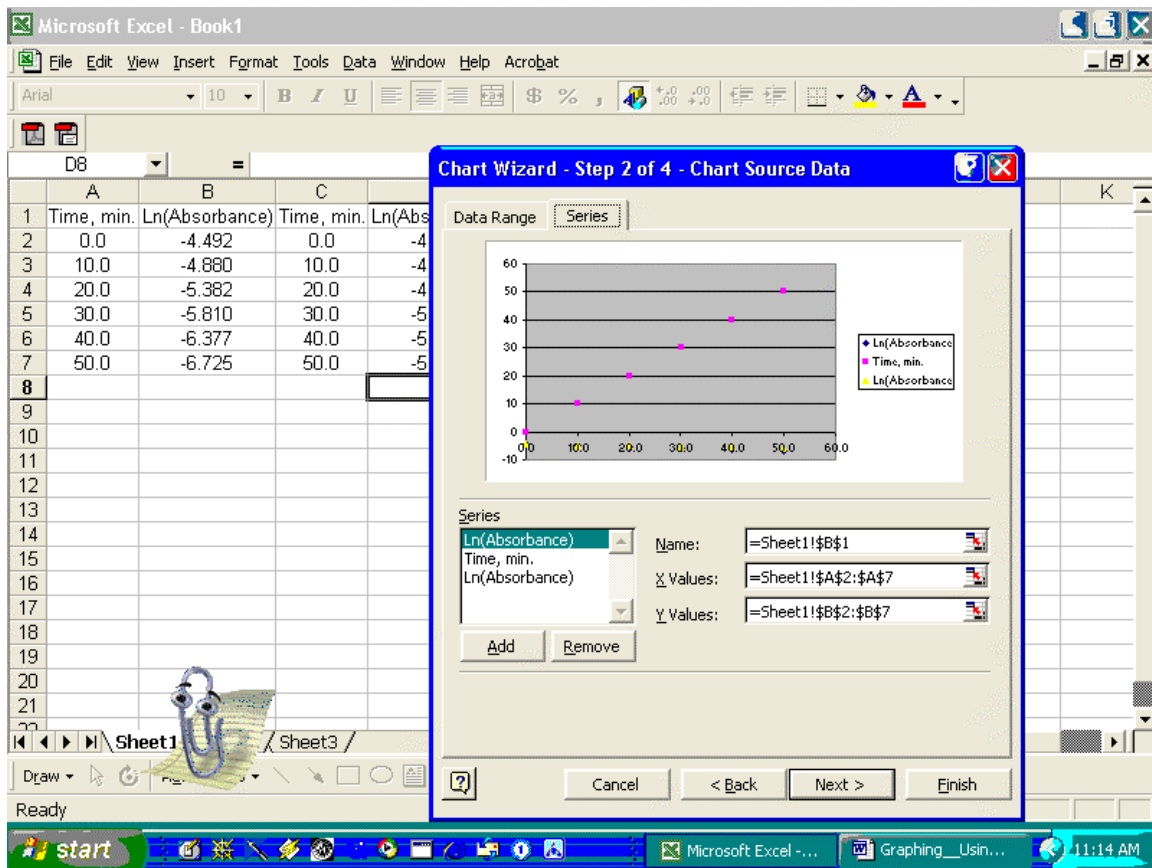 Microsoft Excel - Book1
File Edit View Insert Format Tools Data Window Help Acrobat
Arial 10 B I U $ % ,
D8 =
A B C K
1 Time, min. Ln(Absorbance) Time, min. Ln(Abs
2 0.0 -4.492 0.0 -4
3 10.0 -4.880 10.0 -4
4 20.0 -5.382 20.0 -4
5 30.0 -5.810 30.0 -5
6 40.0 -6.377 40.0 -5
7 50.0 -6.725 50.0 -5
8
9
10
11
12
13
14
15
16
17
18
19
20
21
22
Chart Wizard - Step 2 of 4 - Chart Source Data
Data Range Series
60
50
40
30
20
10
0
-10
0.0 10.0 20.0 30.0 40.0 50.0 60.0
Ln(Absorbance
Time, min.
Ln(Absorbance
Series
Ln(Absorbance)
Time, min.
Ln(Absorbance)
Name: =Sheet1!$B$1
X Values: =Sheet1!$A$2:$A$7
Y Values: =Sheet1!$B$2:$B$7
Add Remove
Cancel < Back Next > Finish
Sheet1 Sheet3
Draw
Ready
start Microsoft Excel -... Graphing__Usin... 11:14 AM